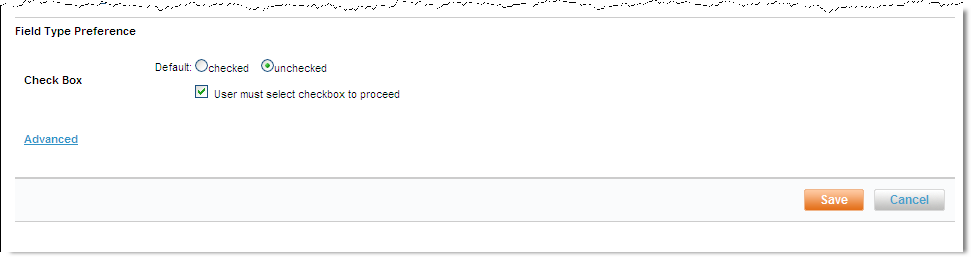 Field Type Preference
Default: checked unchecked
Check Box
User must select checkbox to proceed
Advanced
Save Cancel